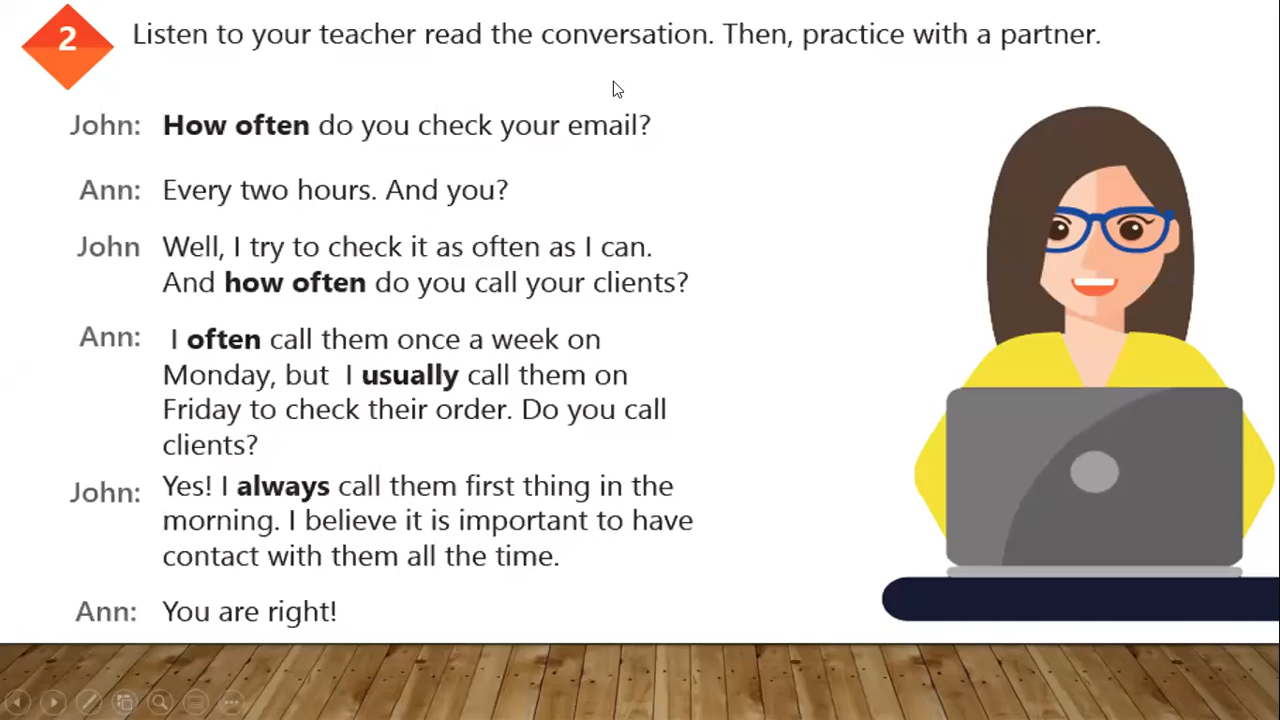 2 Listen to your teacher read the conversation. Then, practice with a partner.
John: How often do you check your email?
Ann: Every two hours. And you?
John Well, I try to check it as often as I can.
And how often do you call your clients?
Ann: I often call them once a week on
Monday, but I usually call them on
Friday to check their order. Do you call
clients?
John: Yes! I always call them first thing in the
morning. I believe it is important to have
contact with them all the time.
Ann: You are right!